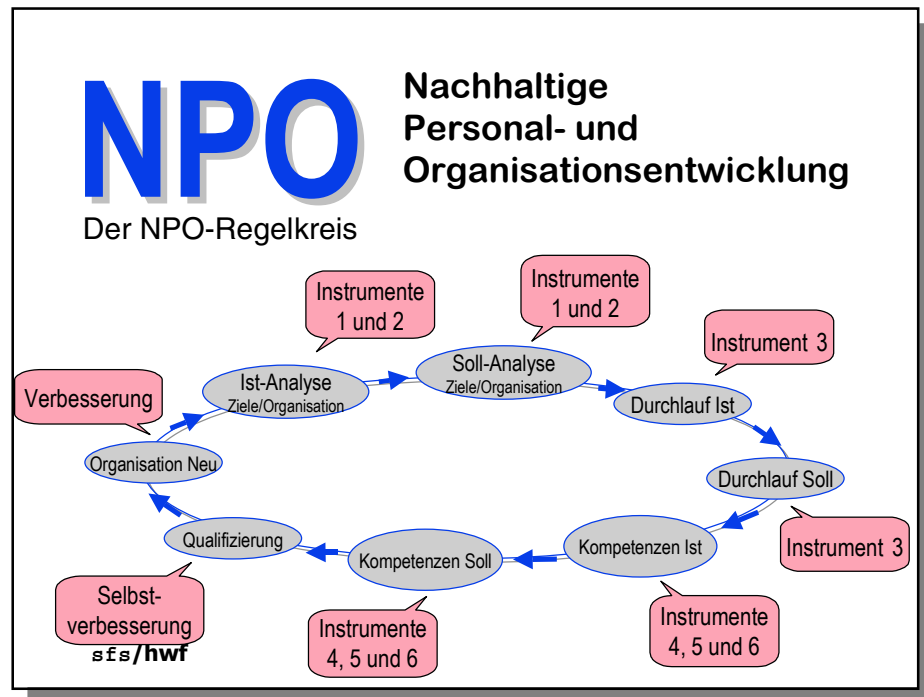 NPO
Nachhaltige
Personal- und
Organisationsentwicklung
Der NPO-Regelkreis
Instrumente
1 und 2
Instrumente
1 und 2
Instrument 3
Verbesserung
Ist-Analyse
Ziele/Organisation
Soll-Analyse
Ziele/Organisation
Durchlauf Ist
Organisation Neu
Durchlauf Soll
Qualifizierung
Kompetenzen Soll
Kompetenzen Ist
Instrument 3
Selbst-
verbesserung
Instrumente
4, 5 und 6
Instrumente
4, 5 und 6
sfs/hwf